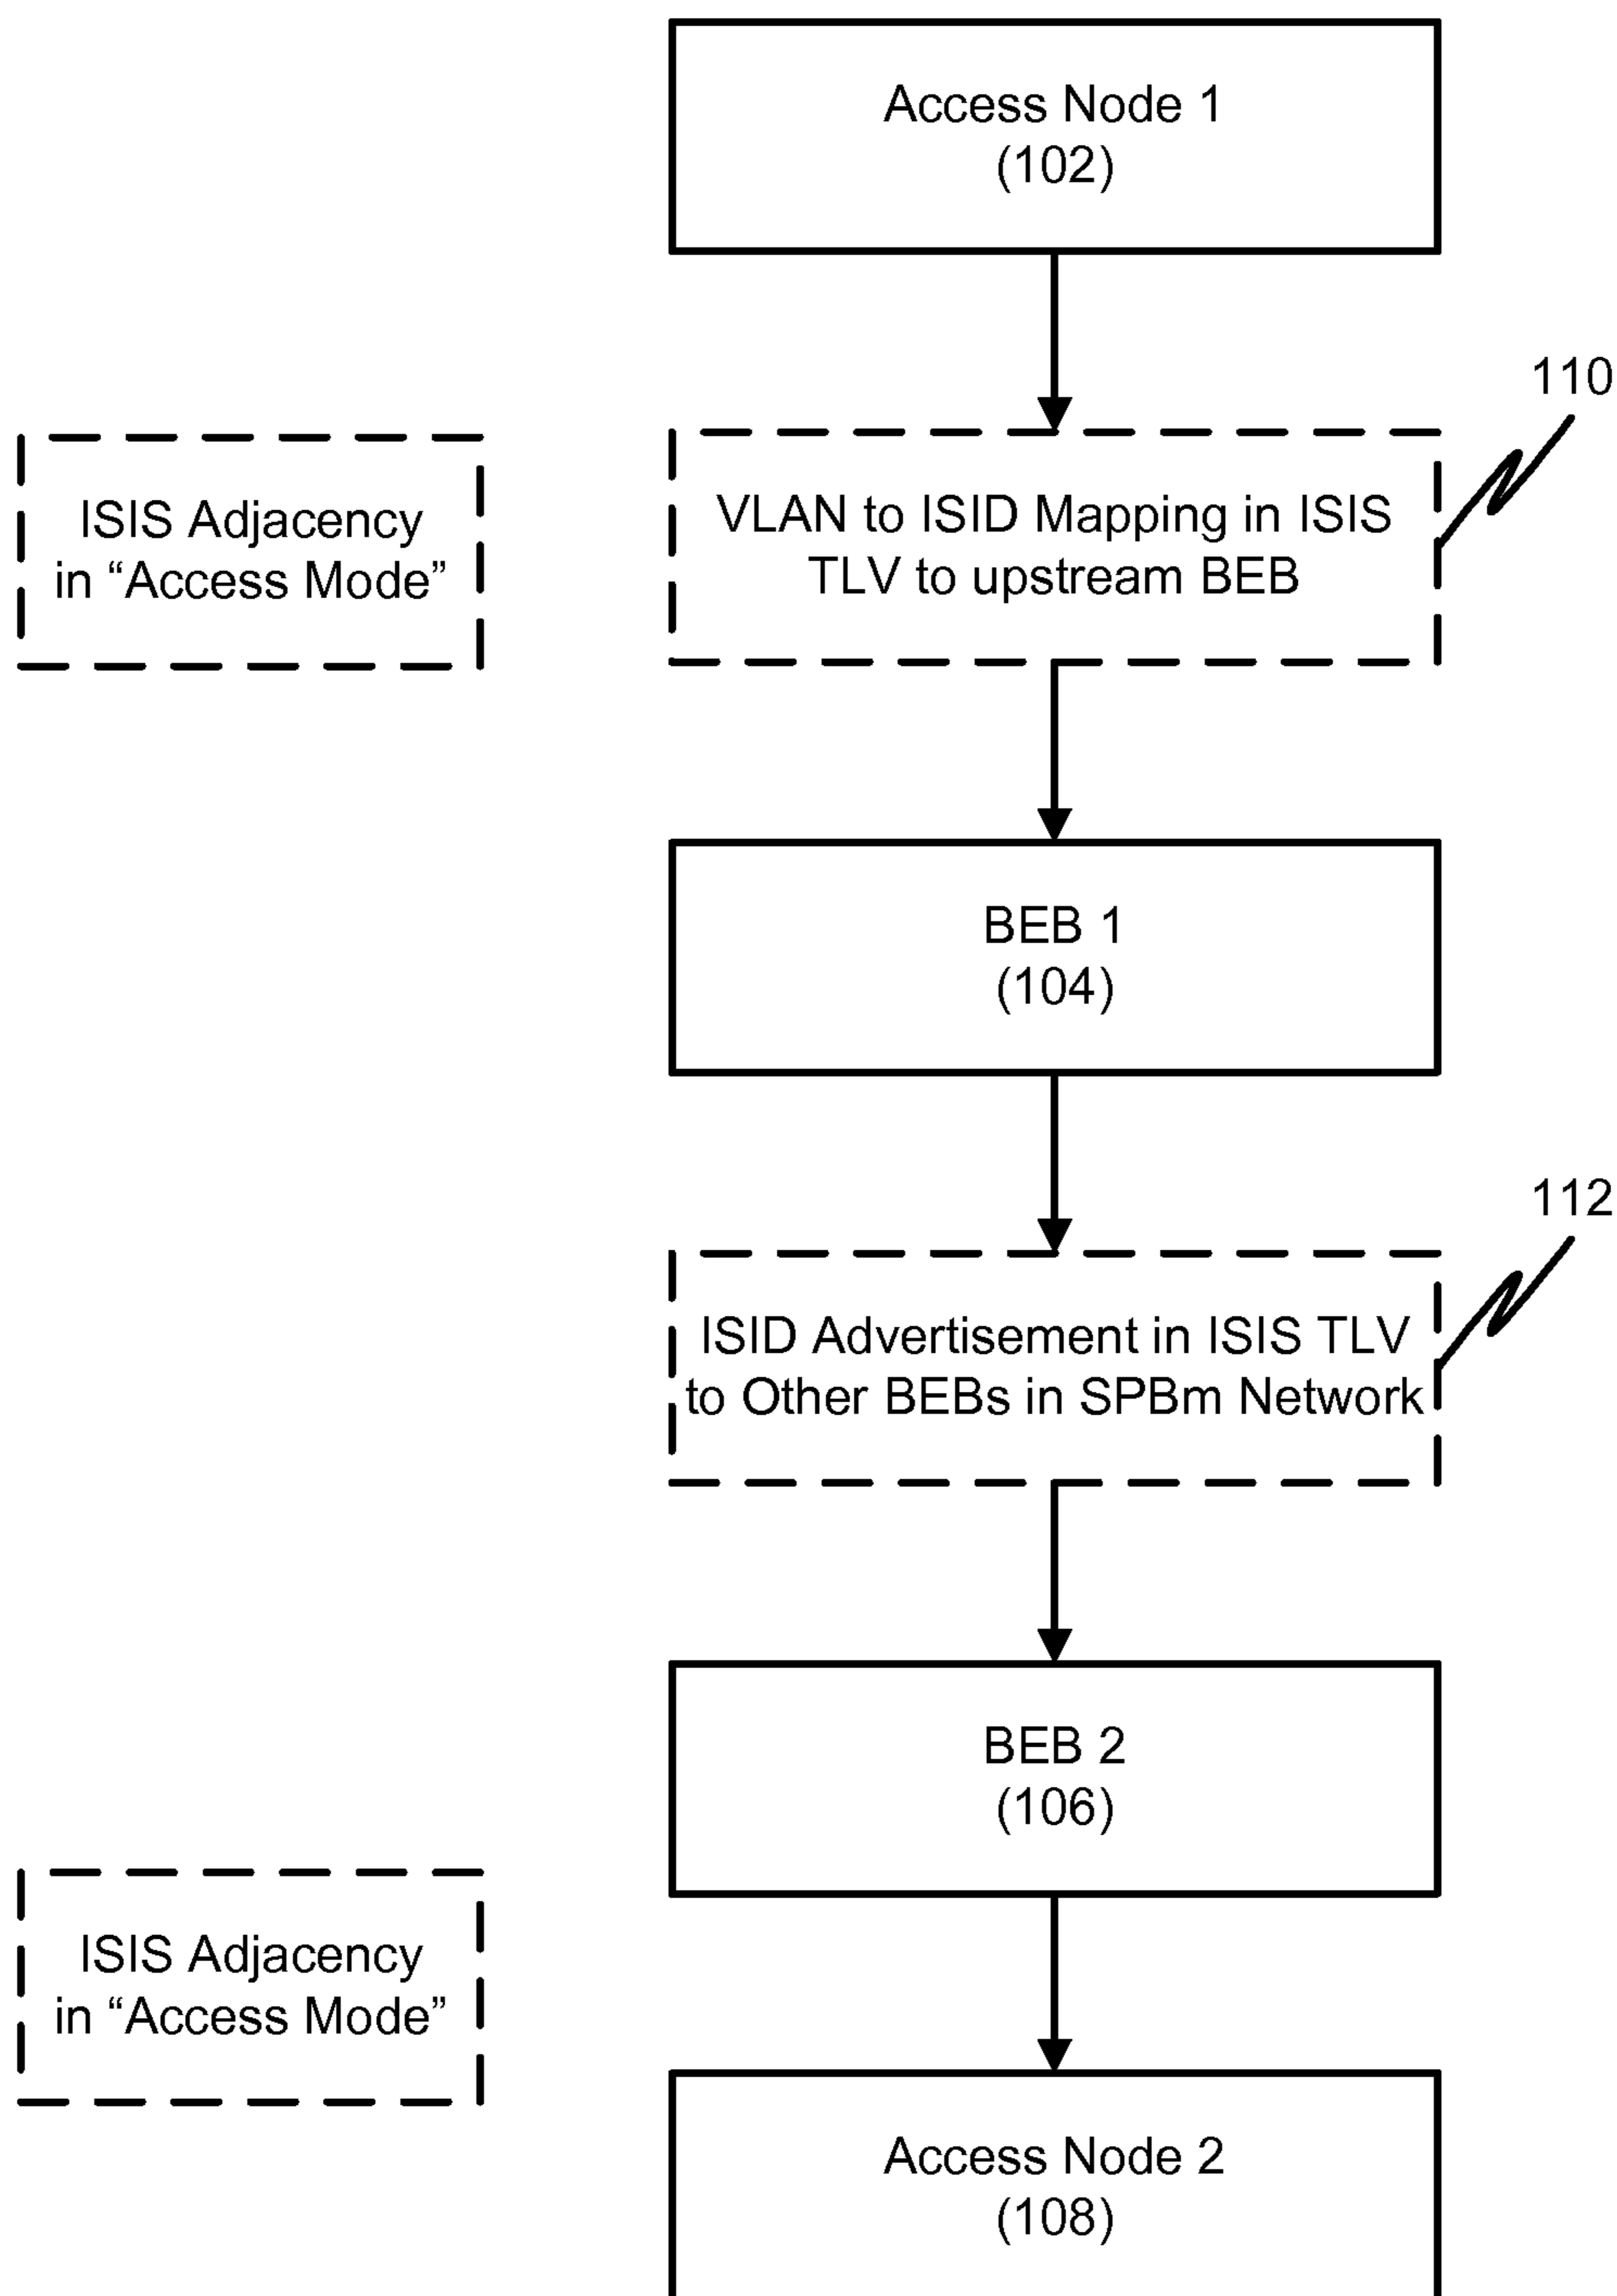 Access Node 1
(102)
110
ISIS Adjacency
in “Access Mode”
VLAN to ISID Mapping in ISIS
TLV to upstream BEB
BEB 1
(104)
112
ISID Advertisement in ISIS TLV
to Other BEBs in SPBm Network
BEB 2
(106)
ISIS Adjacency
in “Access Mode”
Access Node 2
(108)